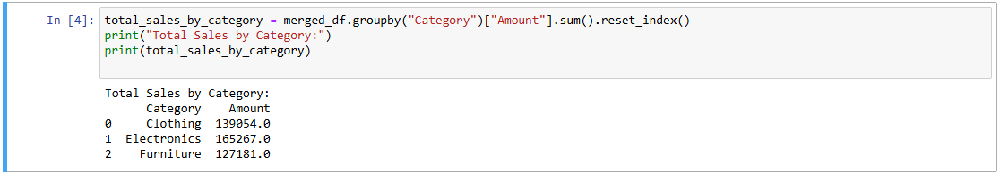 In [4]: total_sales_by_category = merged_df.groupby("Category")["Amount"].sum().reset_index()
print("Total Sales by Category:")
print(total_sales_by_category)
Total Sales by Category:
      Category    Amount
0     Clothing  139054.0
1  Electronics  165267.0
2    Furniture  127181.0